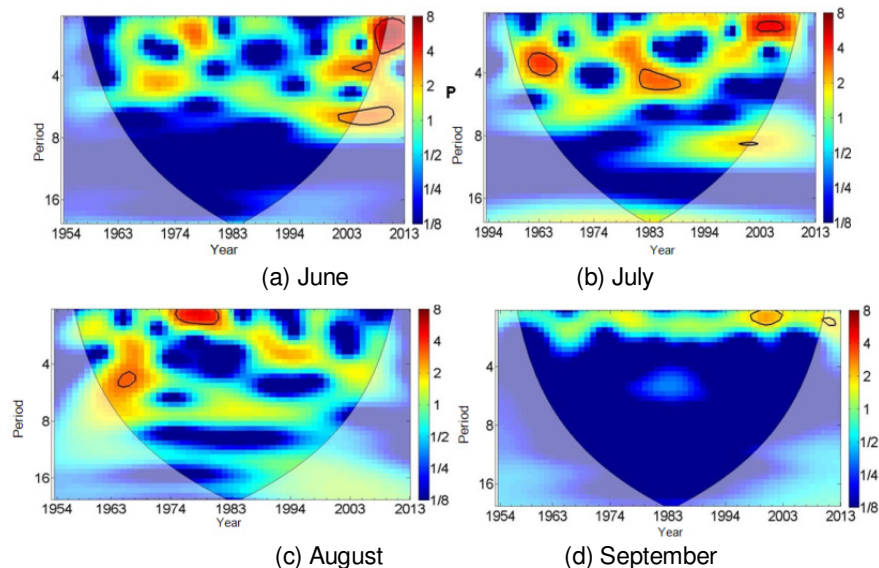 8
4
2
1
1/2
1/4
1/8
4
8
16
Period
1954 1963 1974 1983 1994 2003 2013
Year
(a) June
P
8
4
2
1
1/2
1/4
1/8
4
8
16
Period
1994 1963 1974 1983 1994 2003 2013
Year
(b) July
8
4
2
1
1/2
1/4
1/8
4
8
16
Period
1954 1963 1974 1983 1994 2003 2013
Year
(c) August
8
4
2
1
1/2
1/4
1/8
4
8
16
Period
1954 1963 1974 1983 1994 2003 2013
Year
(d) September